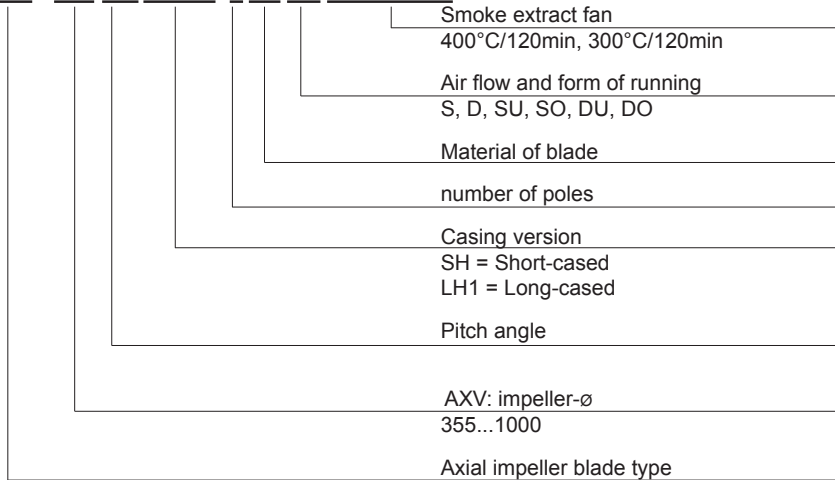 Smoke extract fan
400°C/120min, 300°C/120min
Air flow and form of running
S, D, SU, SO, DU, DO
Material of blade
number of poles
Casing version
SH = Short-cased
LH1 = Long-cased
Pitch angle
AXV: impeller-ø
355...1000
Axial impeller blade type